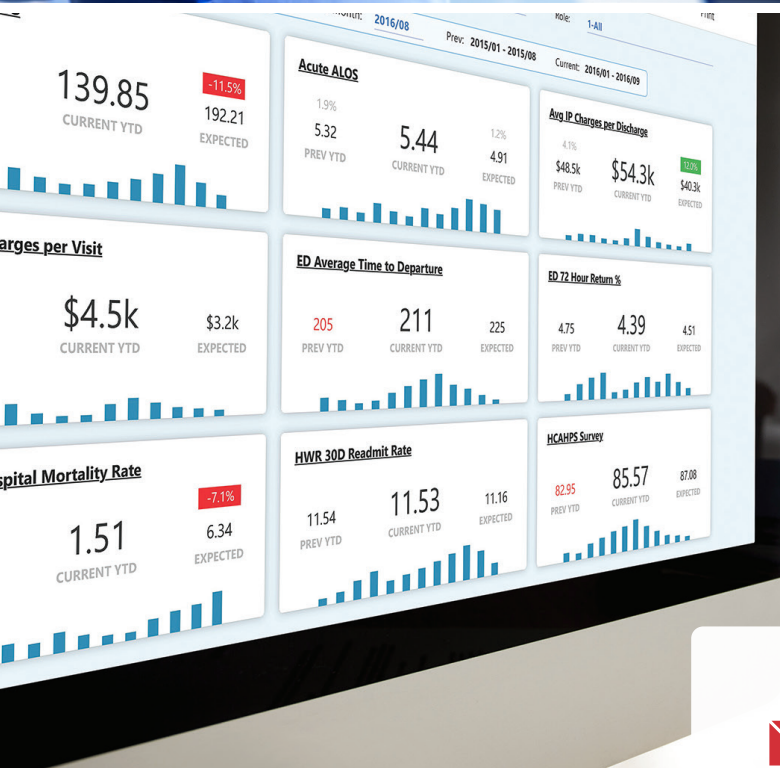 2016/08
Prev: 2015/01 - 2015/08
Current: 2016/01 - 2016/09
Role:
1-All
Print
139.85
CURRENT YTD
-11.5%
192.21
EXPECTED
Acute ALOS
1.9%
5.32
PREV YTD
5.44
CURRENT YTD
1.2%
4.91
EXPECTED
Avg IP Charges per Discharge
4.1%
$48.5k
PREV YTD
$54.3k
CURRENT YTD
12.0%
$40.3k
EXPECTED
arges per Visit
$4.5k
CURRENT YTD
$3.2k
EXPECTED
ED Average Time to Departure
205
PREV YTD
211
CURRENT YTD
225
EXPECTED
ED 72 Hour Return %
4.75
PREV YTD
4.39
CURRENT YTD
4.51
EXPECTED
spital Mortality Rate
1.51
CURRENT YTD
-7.1%
6.34
EXPECTED
HWR 30D Readmit Rate
11.54
PREV YTD
11.53
CURRENT YTD
11.16
EXPECTED
HCAHPS Survey
82.95
PREV YTD
85.57
CURRENT YTD
87.08
EXPECTED